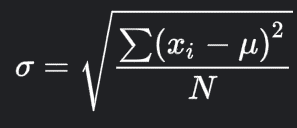 σ = √(∑(xᵢ − μ)² / N)